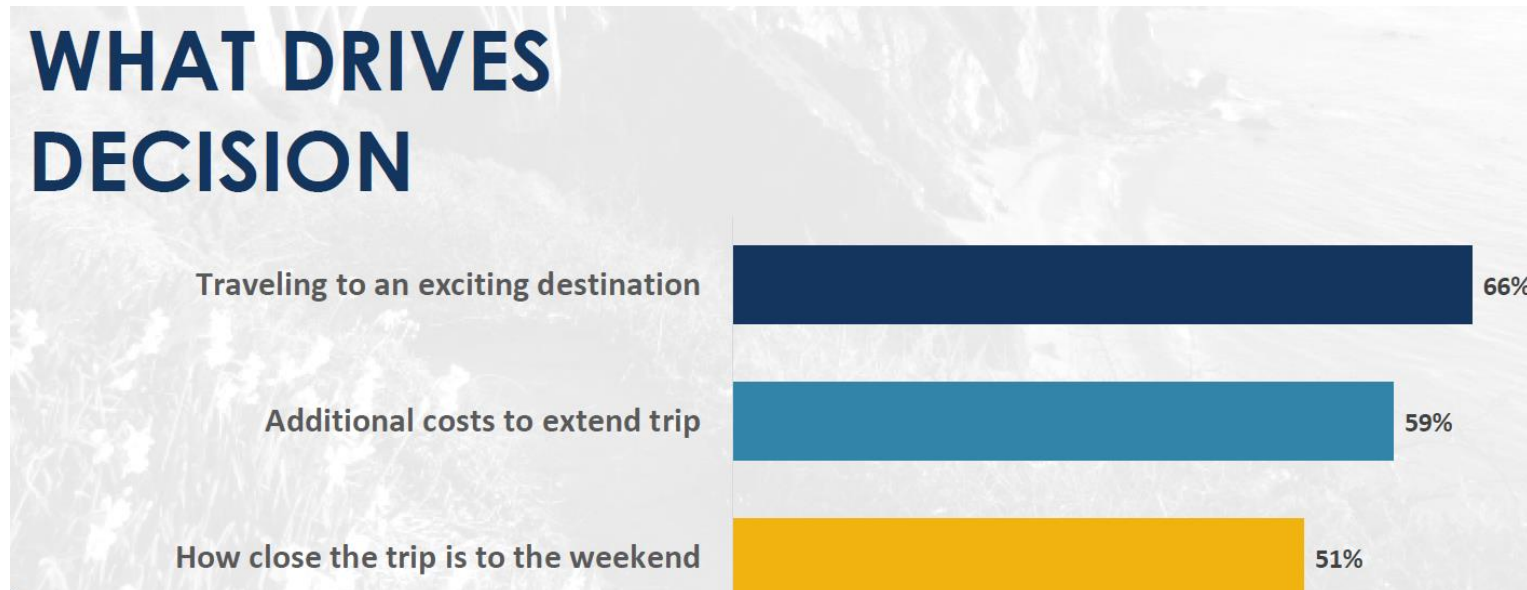 WHAT DRIVES
DECISION
Traveling to an exciting destination
66%
Additional costs to extend trip
59%
How close the trip is to the weekend
51%